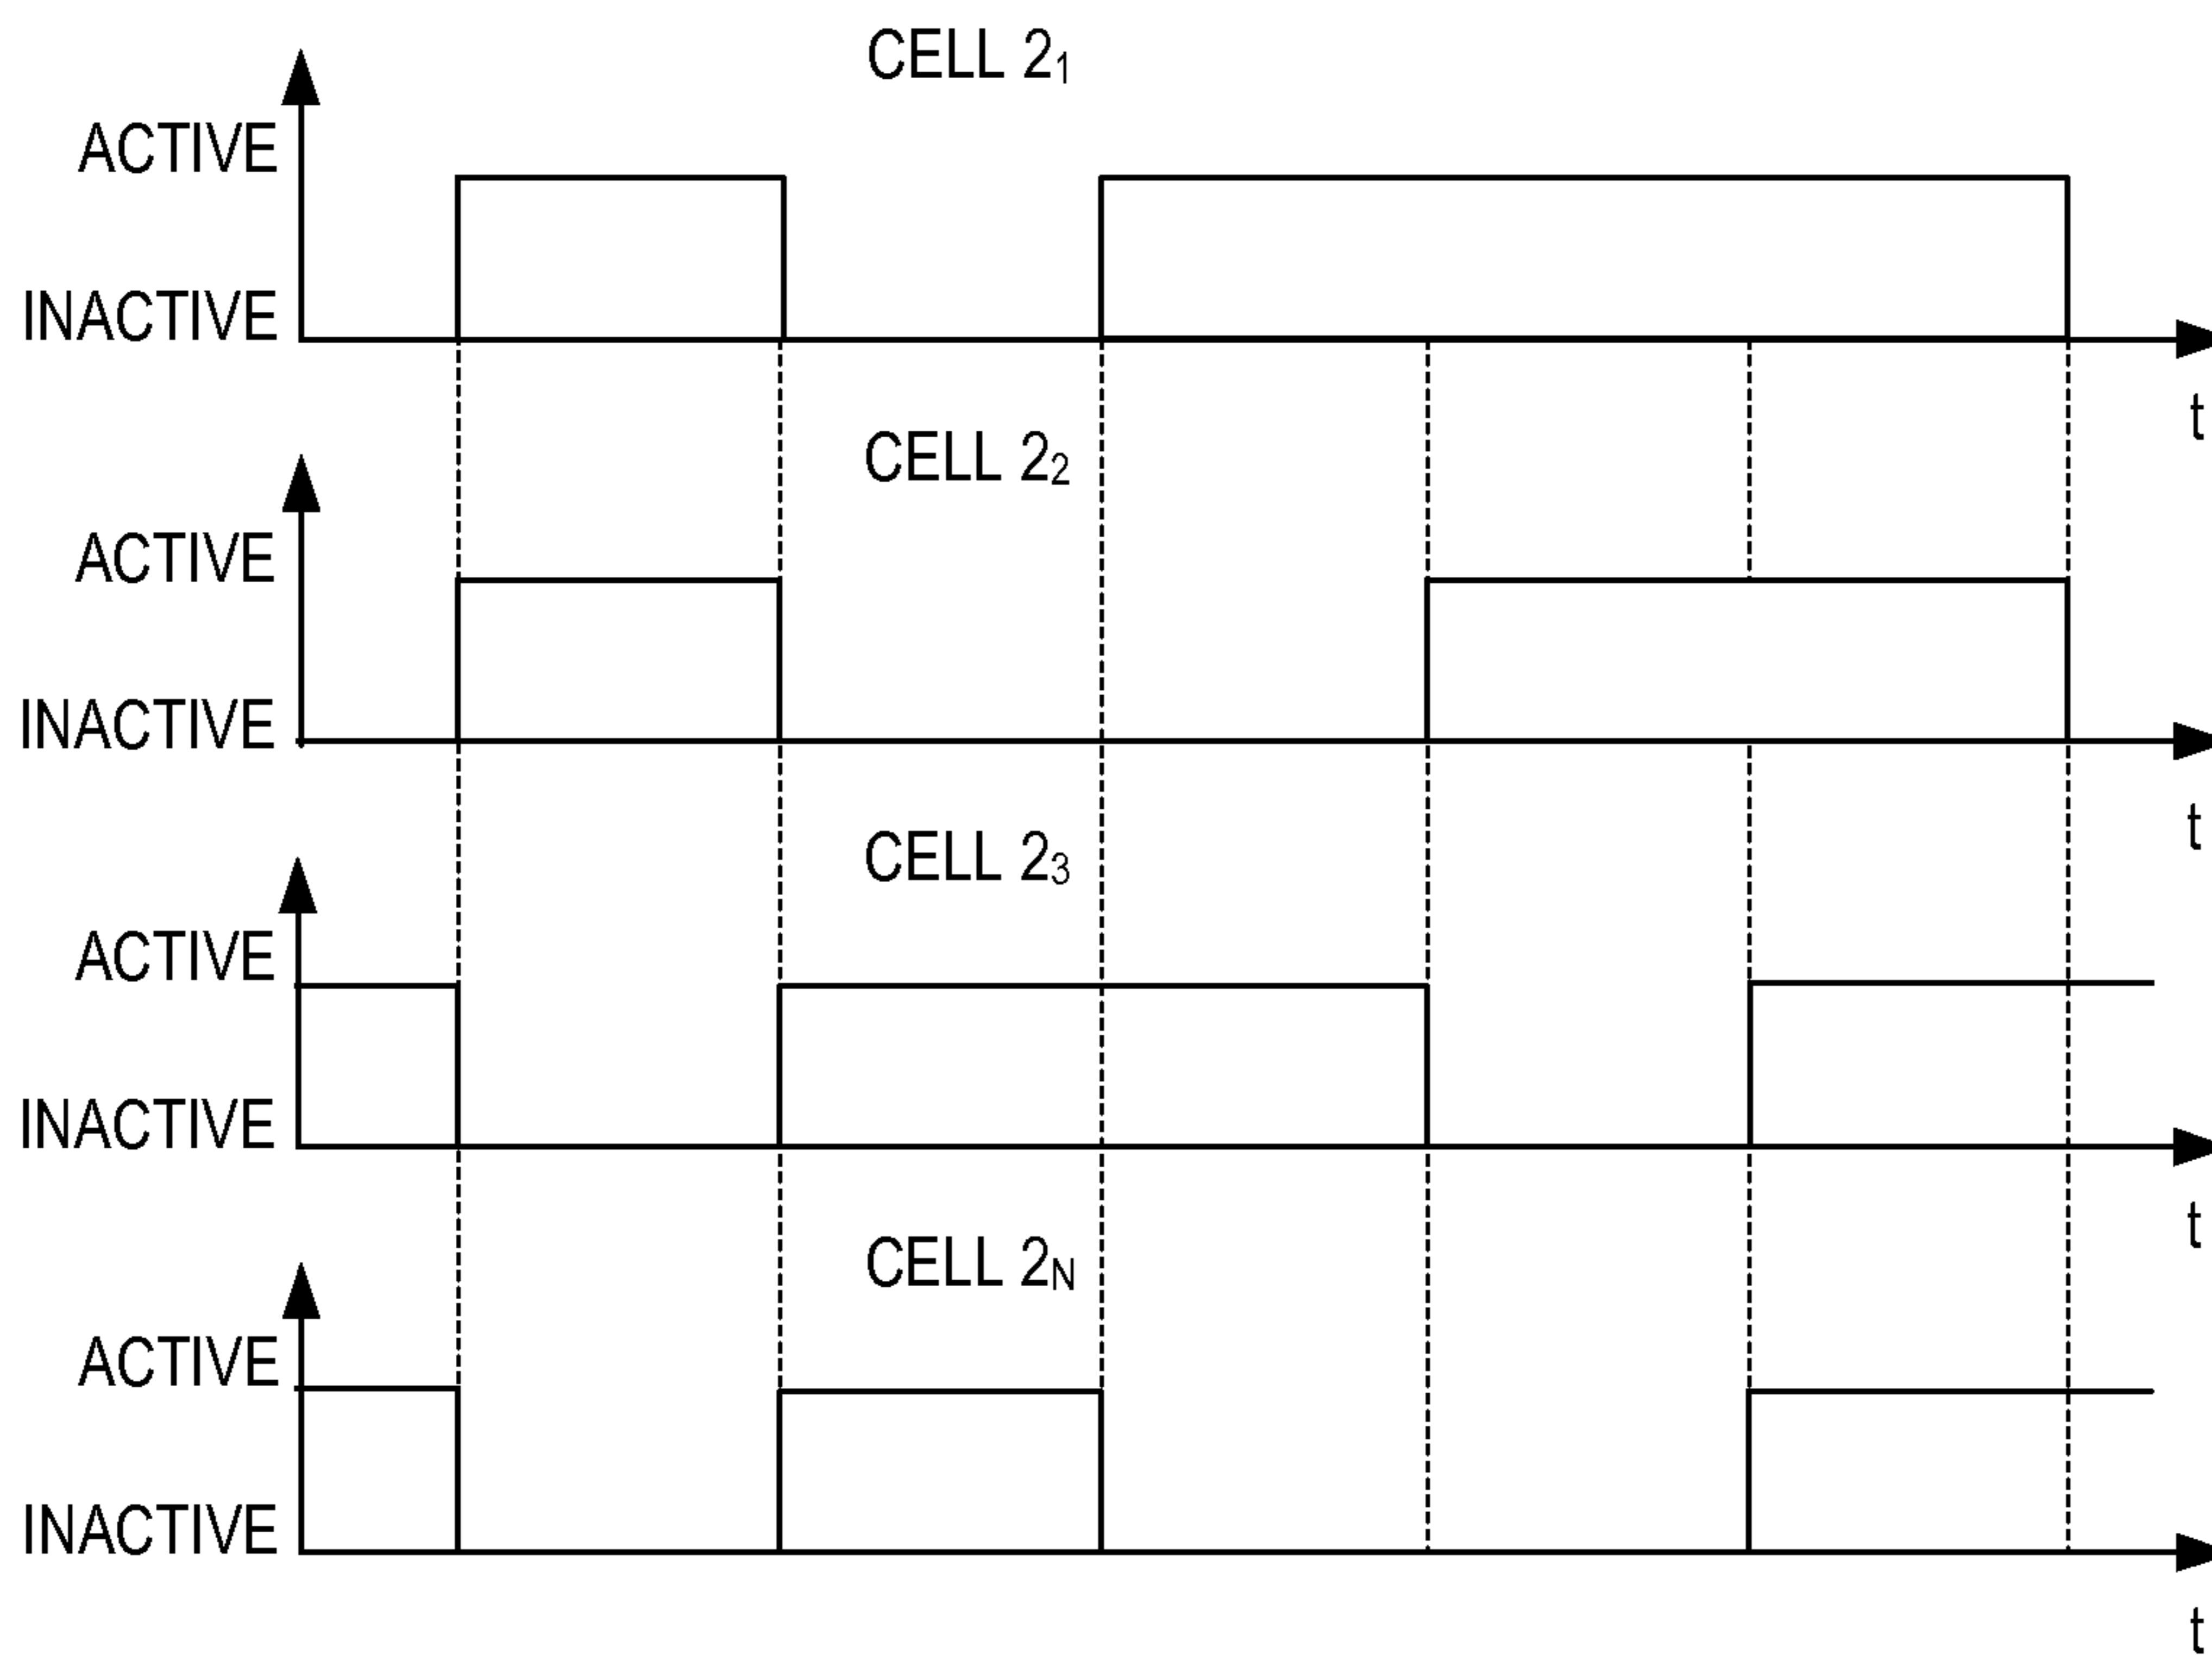 CELL 2₁
ACTIVE
INACTIVE
t
CELL 2₂
ACTIVE
INACTIVE
t
CELL 2₃
ACTIVE
INACTIVE
t
CELL 2N
ACTIVE
INACTIVE
t